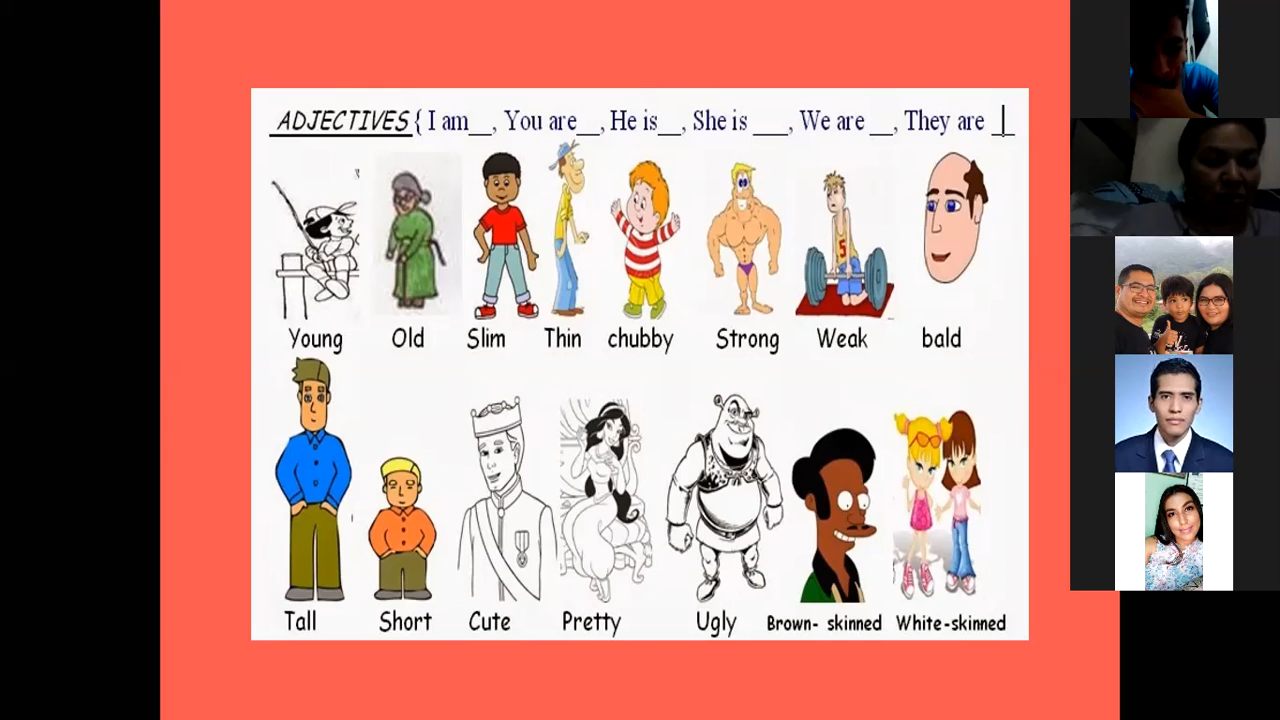 ADJECTIVES { I am__, You are__, He is__, She is ___, We are __, They are __
Young Old Slim Thin chubby Strong Weak bald
5
Tall Short Cute Pretty Ugly Brown- skinned White-skinned